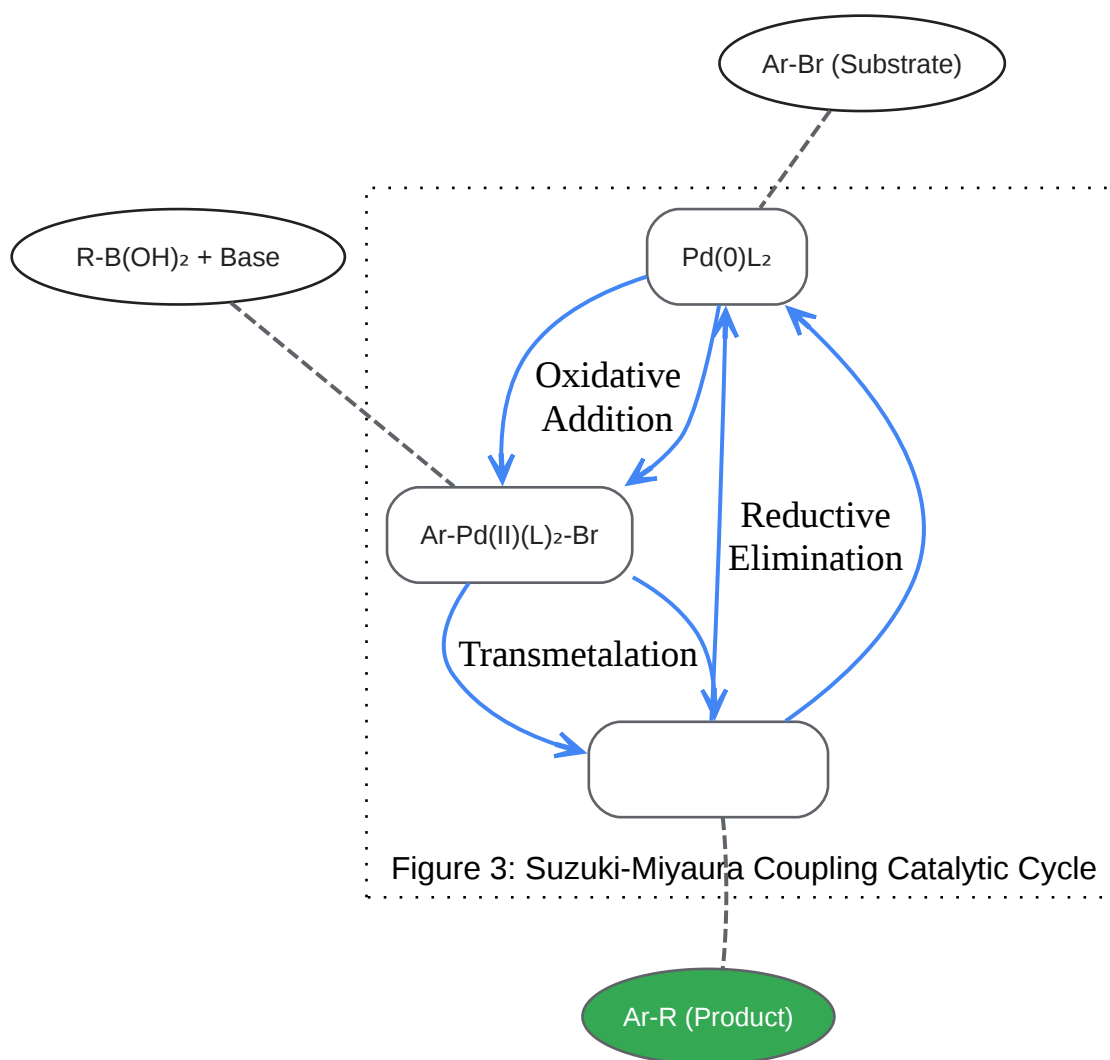 Ar-Br (Substrate)
R-B(OH)₂ + Base
Pd(0)L₂
Oxidative
Addition
Ar-Pd(II)(L)₂-Br
Reductive
Elimination
Transmetalation
Figure 3: Suzuki-Miyaura Coupling Catalytic Cycle
Ar-R (Product)